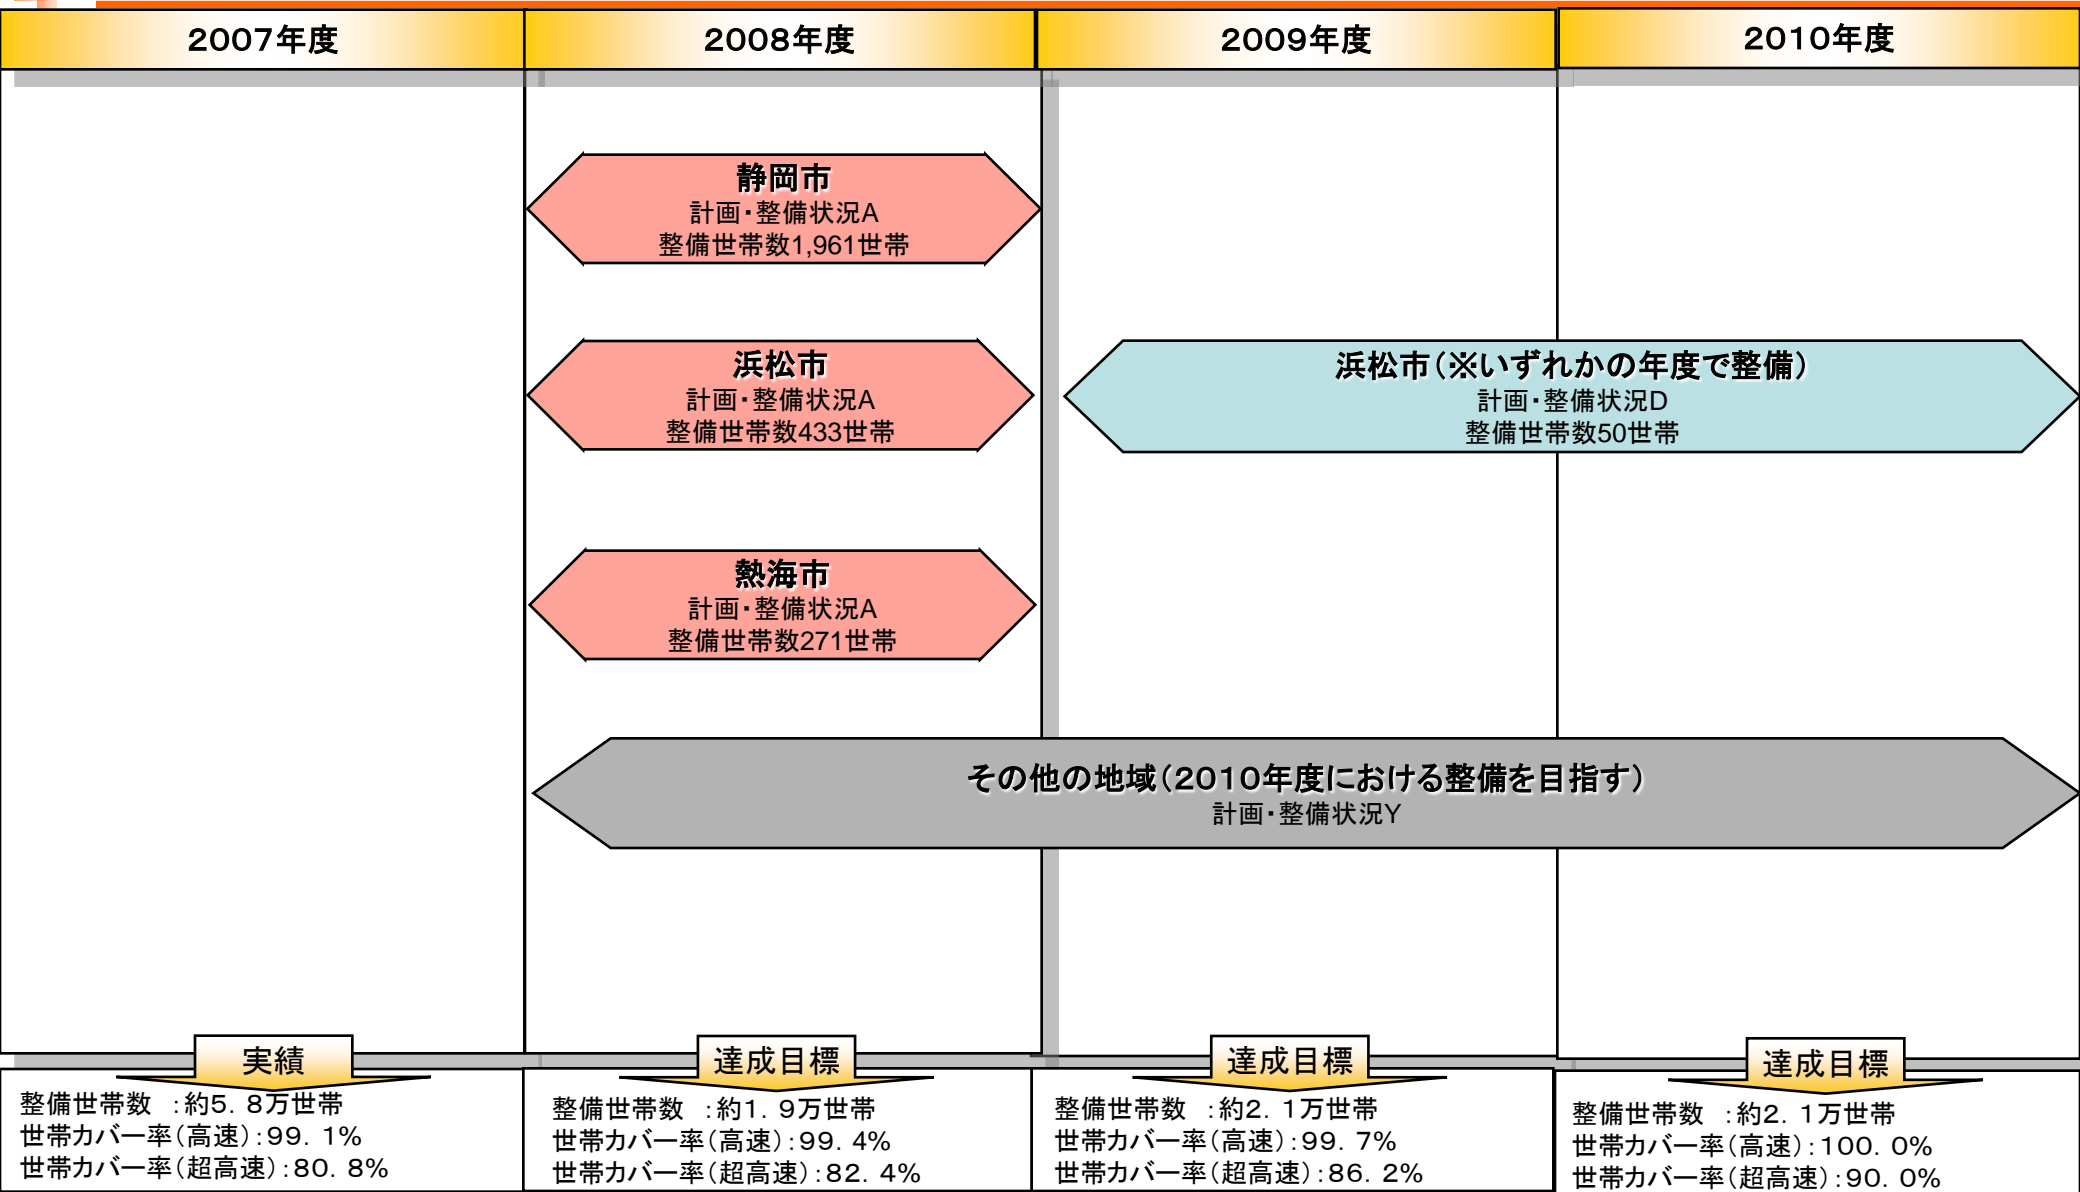 2007年度
2008年度
2009年度
2010年度
静岡市
計画・整備状況A
整備世帯数1,961世帯
浜松市
計画・整備状況A
整備世帯数433世帯
浜松市(※いずれかの年度で整備)
計画・整備状況D
整備世帯数50世帯
熱海市
計画・整備状況A
整備世帯数271世帯
その他の地域(2010年度における整備を目指す)
計画・整備状況Y
実績
整備世帯数 :約5.8万世帯
世帯カバー率(高速):99.1%
世帯カバー率(超高速):80.8%
達成目標
整備世帯数 :約1.9万世帯
世帯カバー率(高速):99.4%
世帯カバー率(超高速):82.4%
達成目標
整備世帯数 :約2.1万世帯
世帯カバー率(高速):99.7%
世帯カバー率(超高速):86.2%
達成目標
整備世帯数 :約2.1万世帯
世帯カバー率(高速):100.0%
世帯カバー率(超高速):90.0%